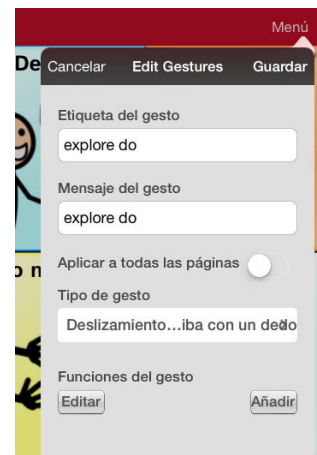 Menú
De
Cancelar Edit Gestures Guardar
Etiqueta del gesto
explore do
Mensaje del gesto
explore do
o n
Aplicar a todas las páginas
Tipo de gesto
Deslizamiento...iba con un dedo
Funciones del gesto
Editar Añadir